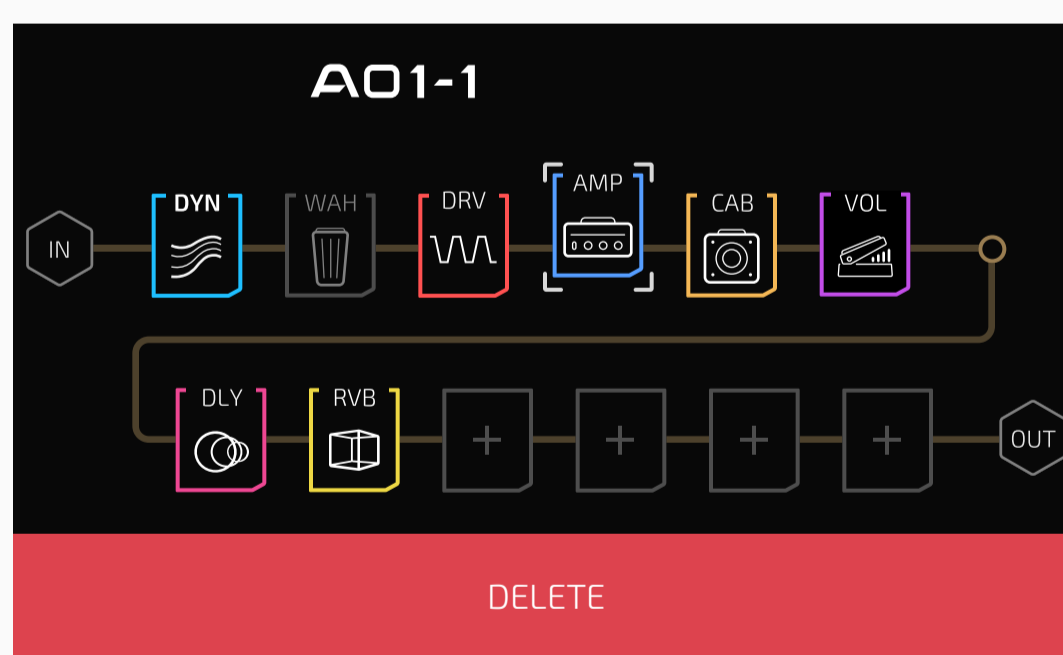 A01-1
IN
DYN
WAH
DRV
AMP
CAB
VOL
DLY
RVB
+
+
+
+
OUT
DELETE